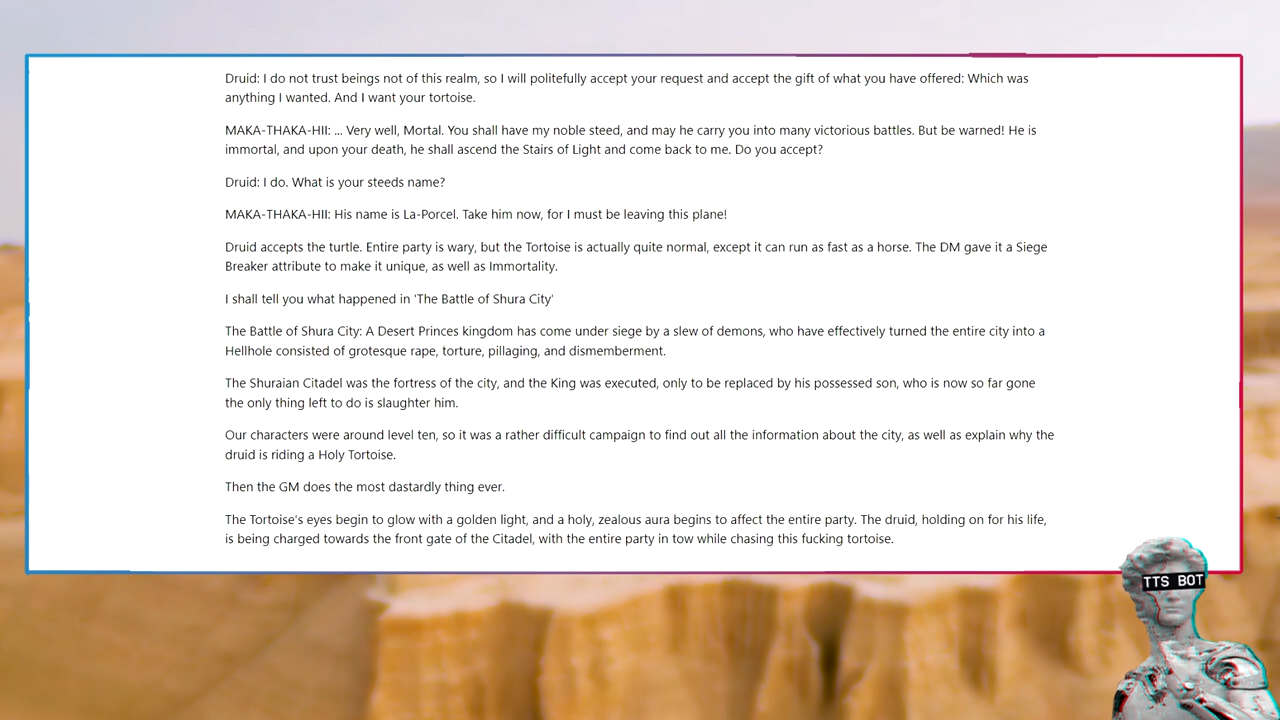 Druid: I do not trust beings not of this realm, so I will politefully accept your request and accept the gift of what you have offered: Which was
anything I wanted. And I want your tortoise.
MAKA-THAKA-HII: ... Very well, Mortal. You shall have my noble steed, and may he carry you into many victorious battles. But be warned! He is
immortal, and upon your death, he shall ascend the Stairs of Light and come back to me. Do you accept?
Druid: I do. What is your steeds name?
MAKA-THAKA-HII: His name is La-Porcel. Take him now, for I must be leaving this plane!
Druid accepts the turtle. Entire party is wary, but the Tortoise is actually quite normal, except it can run as fast as a horse. The DM gave it a Siege
Breaker attribute to make it unique, as well as Immortality.
I shall tell you what happened in 'The Battle of Shura City'
The Battle of Shura City: A Desert Princes kingdom has come under siege by a slew of demons, who have effectively turned the entire city into a
Hellhole consisted of grotesque rape, torture, pillaging, and dismemberment.
The Shuraian Citadel was the fortress of the city, and the King was executed, only to be replaced by his possessed son, who is now so far gone
the only thing left to do is slaughter him.
Our characters were around level ten, so it was a rather difficult campaign to find out all the information about the city, as well as explain why the
druid is riding a Holy Tortoise.
Then the GM does the most dastardly thing ever.
The Tortoise's eyes begin to glow with a golden light, and a holy, zealous aura begins to affect the entire party. The druid, holding on for his life,
is being charged towards the front gate of the Citadel, with the entire party in tow while chasing this fucking tortoise.
TTS BOT